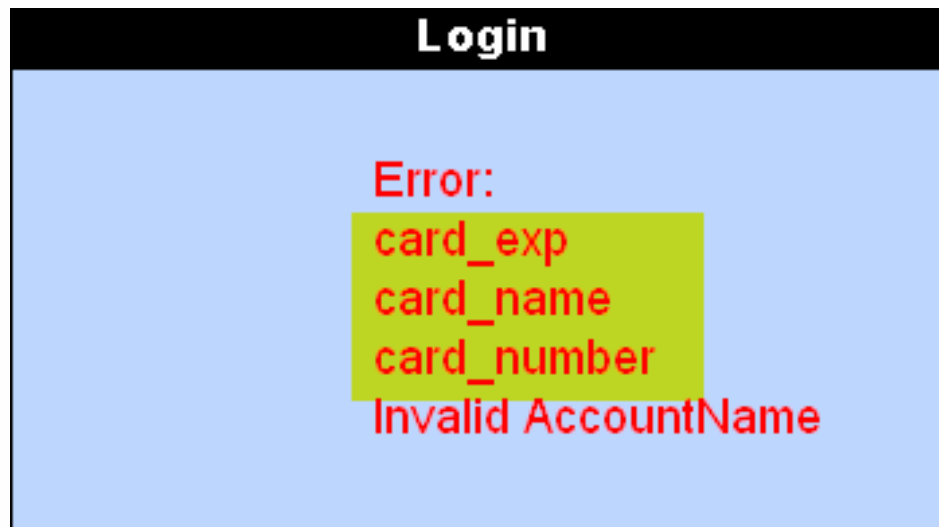 Login
Error:
card_exp
card_name
card_number
Invalid AccountName